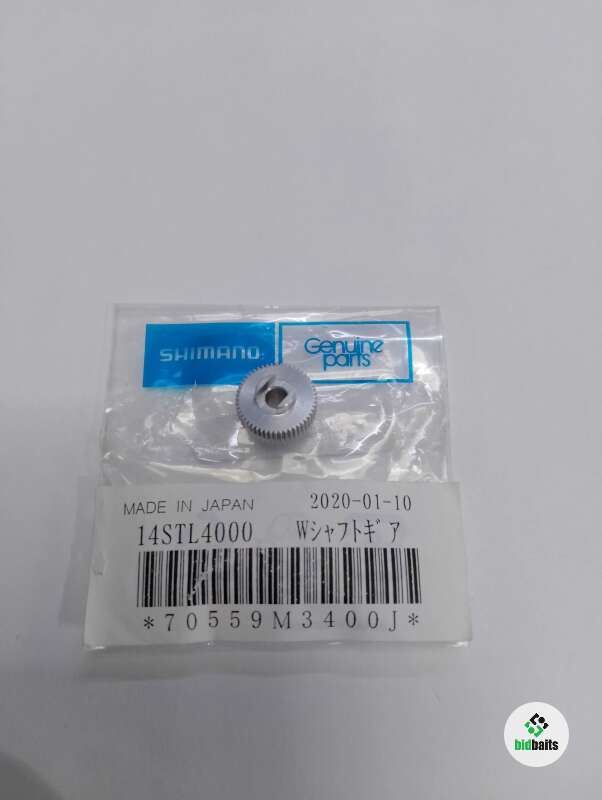 SHIMANO
Genuine
parts
MADE IN JAPAN 2020-01-10
14STL4000 Wシャフトギア
*70559M3400J*
bidbaits